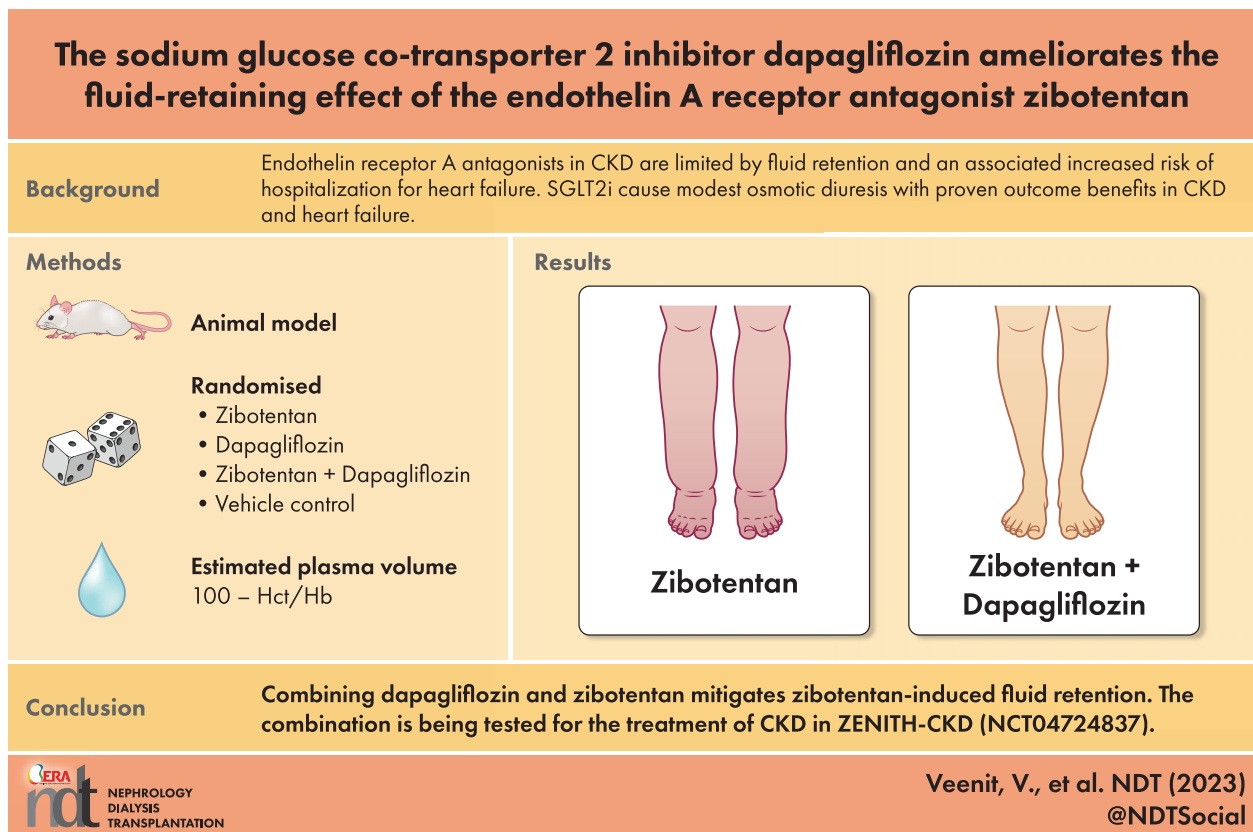 The sodium glucose co-transporter 2 inhibitor dapagliflozin ameliorates the
fluid-retaining effect of the endothelin A receptor antagonist zibotentan
Background
Endothelin receptor A antagonists in CKD are limited by fluid retention and an associated increased risk of
hospitalization for heart failure. SGLT2i cause modest osmotic diuresis with proven outcome benefits in CKD
and heart failure.
Methods
Animal model
Randomised
• Zibotentan
• Dapagliflozin
• Zibotentan + Dapagliflozin
• Vehicle control
Estimated plasma volume
100 – Hct/Hb
Results
Zibotentan
Zibotentan +
Dapagliflozin
Conclusion
Combining dapagliflozin and zibotentan mitigates zibotentan-induced fluid retention. The
combination is being tested for the treatment of CKD in ZENITH-CKD (NCT04724837).
ERA
ndt
NEPHROLOGY
DIALYSIS
TRANSPLANTATION
Veenit, V., et al. NDT (2023)
@NDTSocial